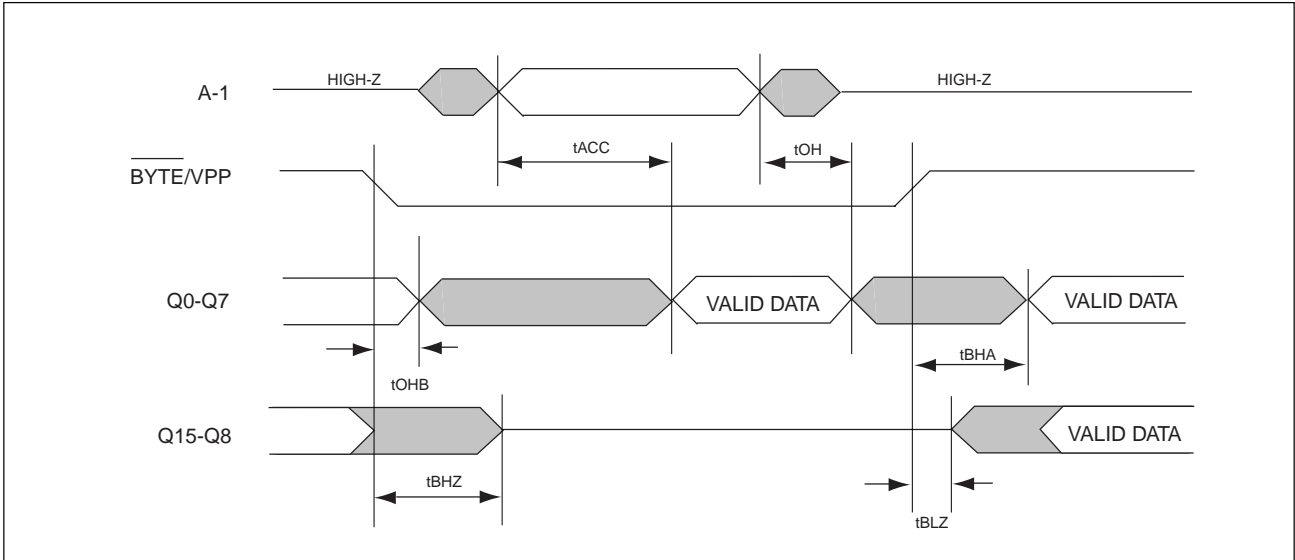 HIGH-Z
HIGH-Z
A-1
tACC
tOH
BYTE/VPP
Q0-Q7
VALID DATA
VALID DATA
tBHA
tOHB
Q15-Q8
VALID DATA
tBHZ
tBLZ